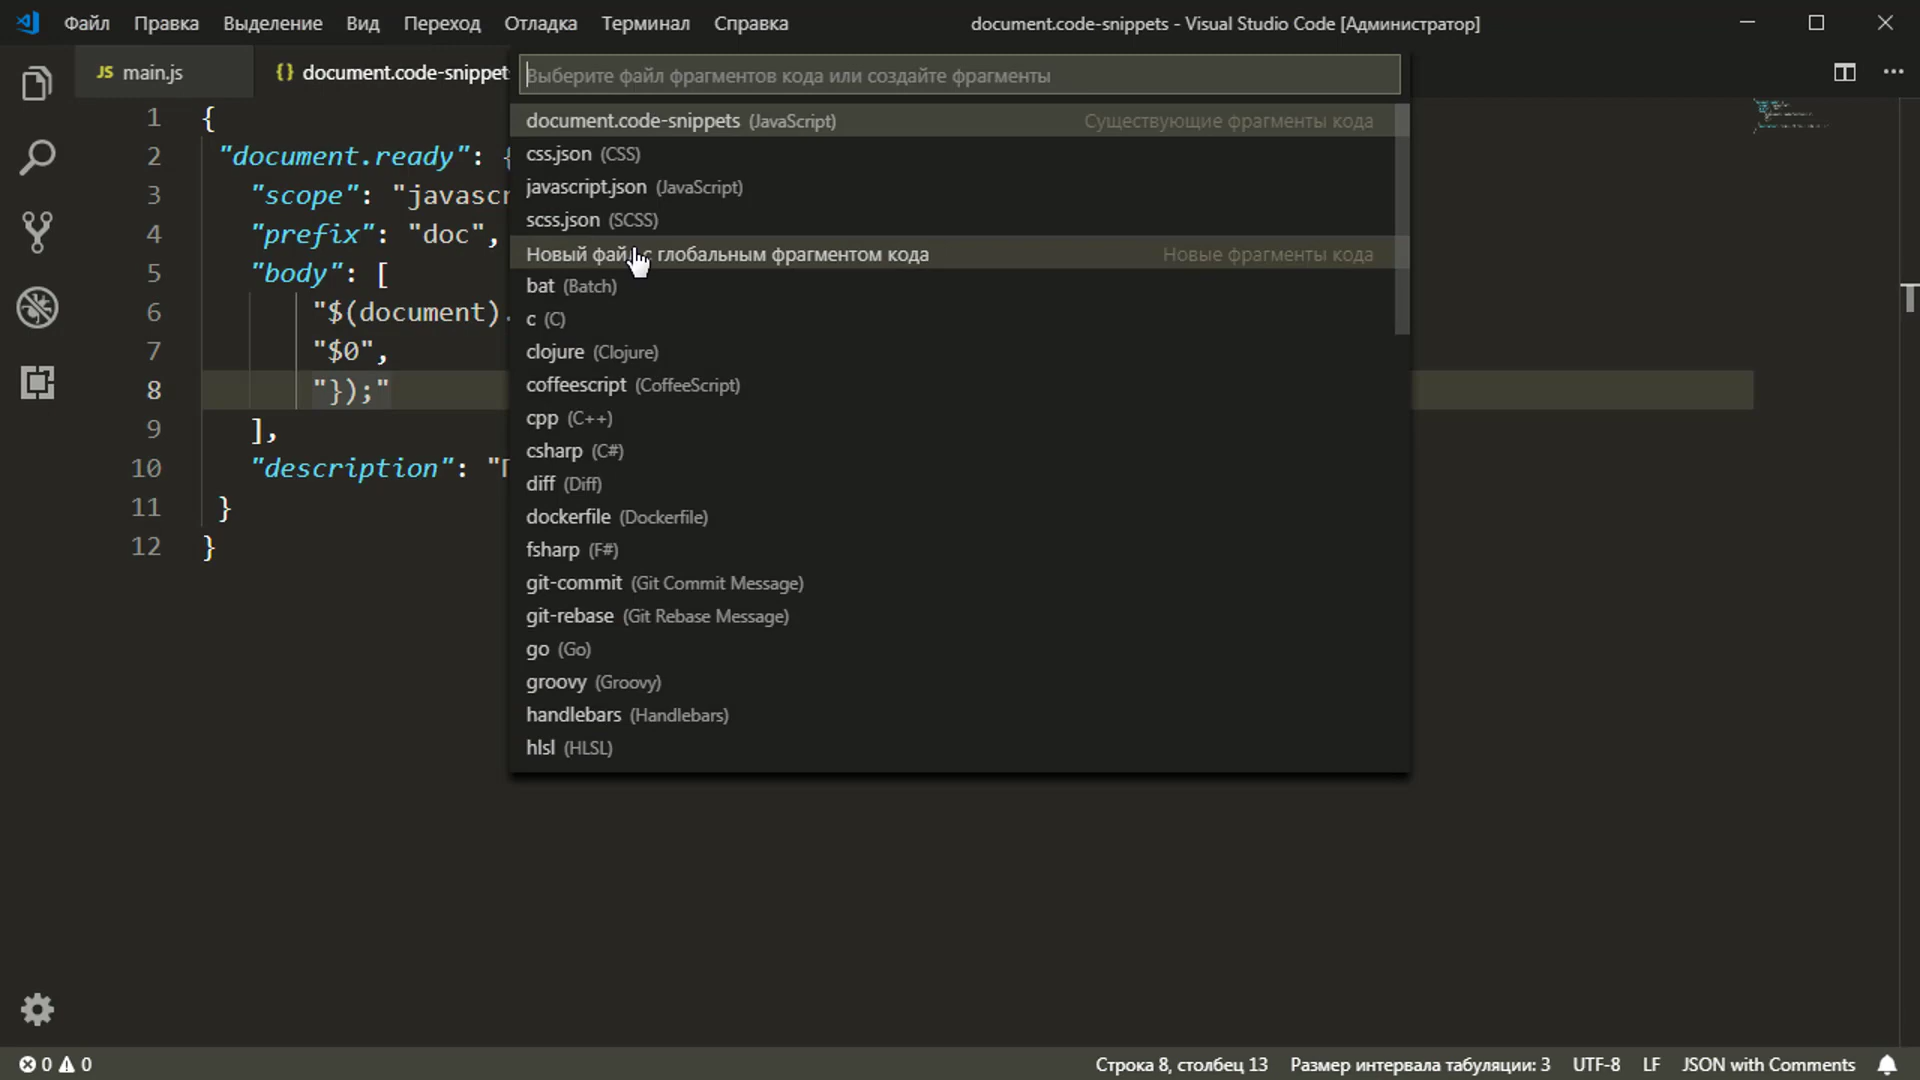 Файл Правка Выделение Вид Переход Отладка Терминал Справка document.code-snippets - Visual Studio Code [Администратор]
JS main.js {} document.code-snippet
Выберите файл фрагментов кода или создайте фрагменты
document.code-snippets (JavaScript) Существующие фрагменты кода
css.json (CSS)
javascript.json (JavaScript)
scss.json (SCSS)
Новый файл с глобальным фрагментом кода Новые фрагменты кода
bat (Batch)
c (C)
clojure (Clojure)
coffeescript (CoffeeScript)
cpp (C++)
csharp (C#)
diff (Diff)
dockerfile (Dockerfile)
fsharp (F#)
git-commit (Git Commit Message)
git-rebase (Git Rebase Message)
go (Go)
groovy (Groovy)
handlebars (Handlebars)
hlsl (HLSL)
1 {
2 "document.ready": {
3 "scope": "javascr
4 "prefix": "doc",
5 "body": [
6 "$(document).
7 "$0",
8 "});"
9 ],
10 "description": "П
11 }
12 }
0 0 Строка 8, столбец 13 Размер интервала табуляции: 3 UTF-8 LF JSON with Comments